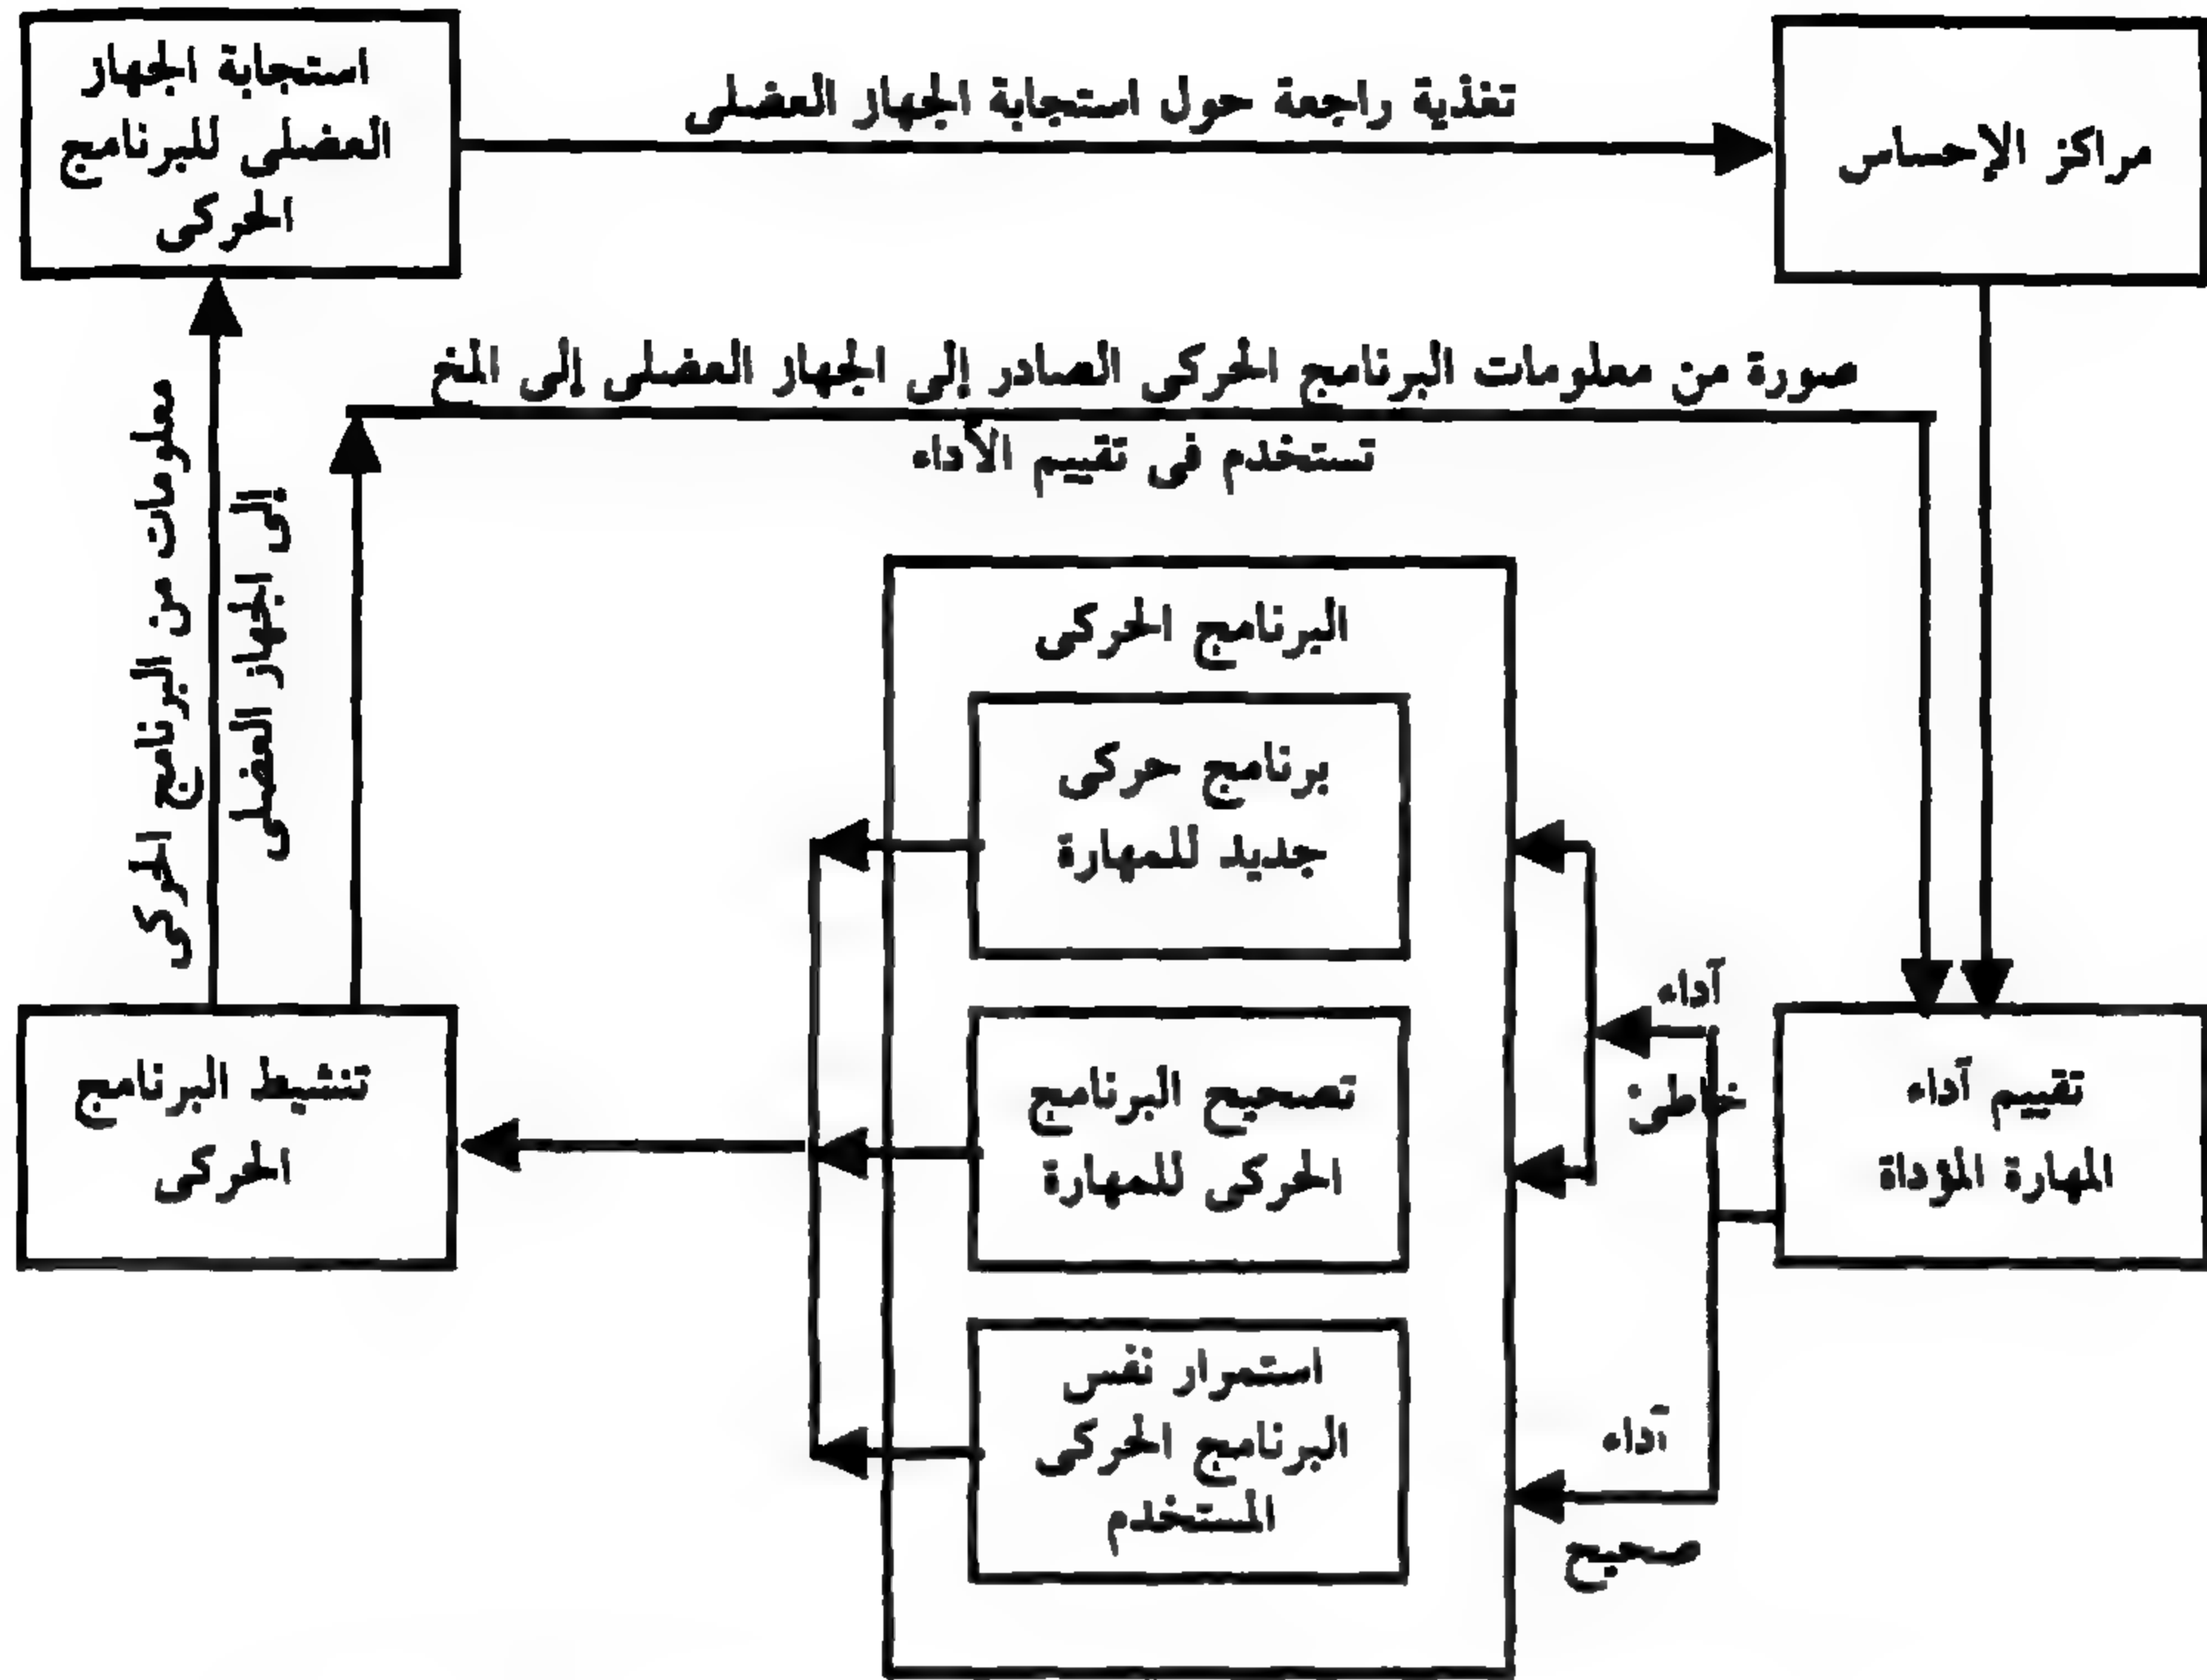 مراكز الإحساس
تغذية راجعة حول استجابة الجهار العضلى
استجابة الجهاز
العضلى للبرنامج
الحركى
صورة من معلومات البرنامج الحركى الصادر إلى الجهار العضلى إلى المخ
تستخدم فى تقييم الأداء
معلومات من البرنامج الحركى
إلى الجهاز العضلى
البرنامج الحركى
برنامج حركى
جديد للمهارة
تصحيح البرنامج
الحركى للمهارة
استمرار نفس
البرنامج الحركى
المستخدم
تقييم آداء
المهارة المؤداة
آداء
خاطئ
آداء
صحيح
تنشيط البرنامج
الحركى